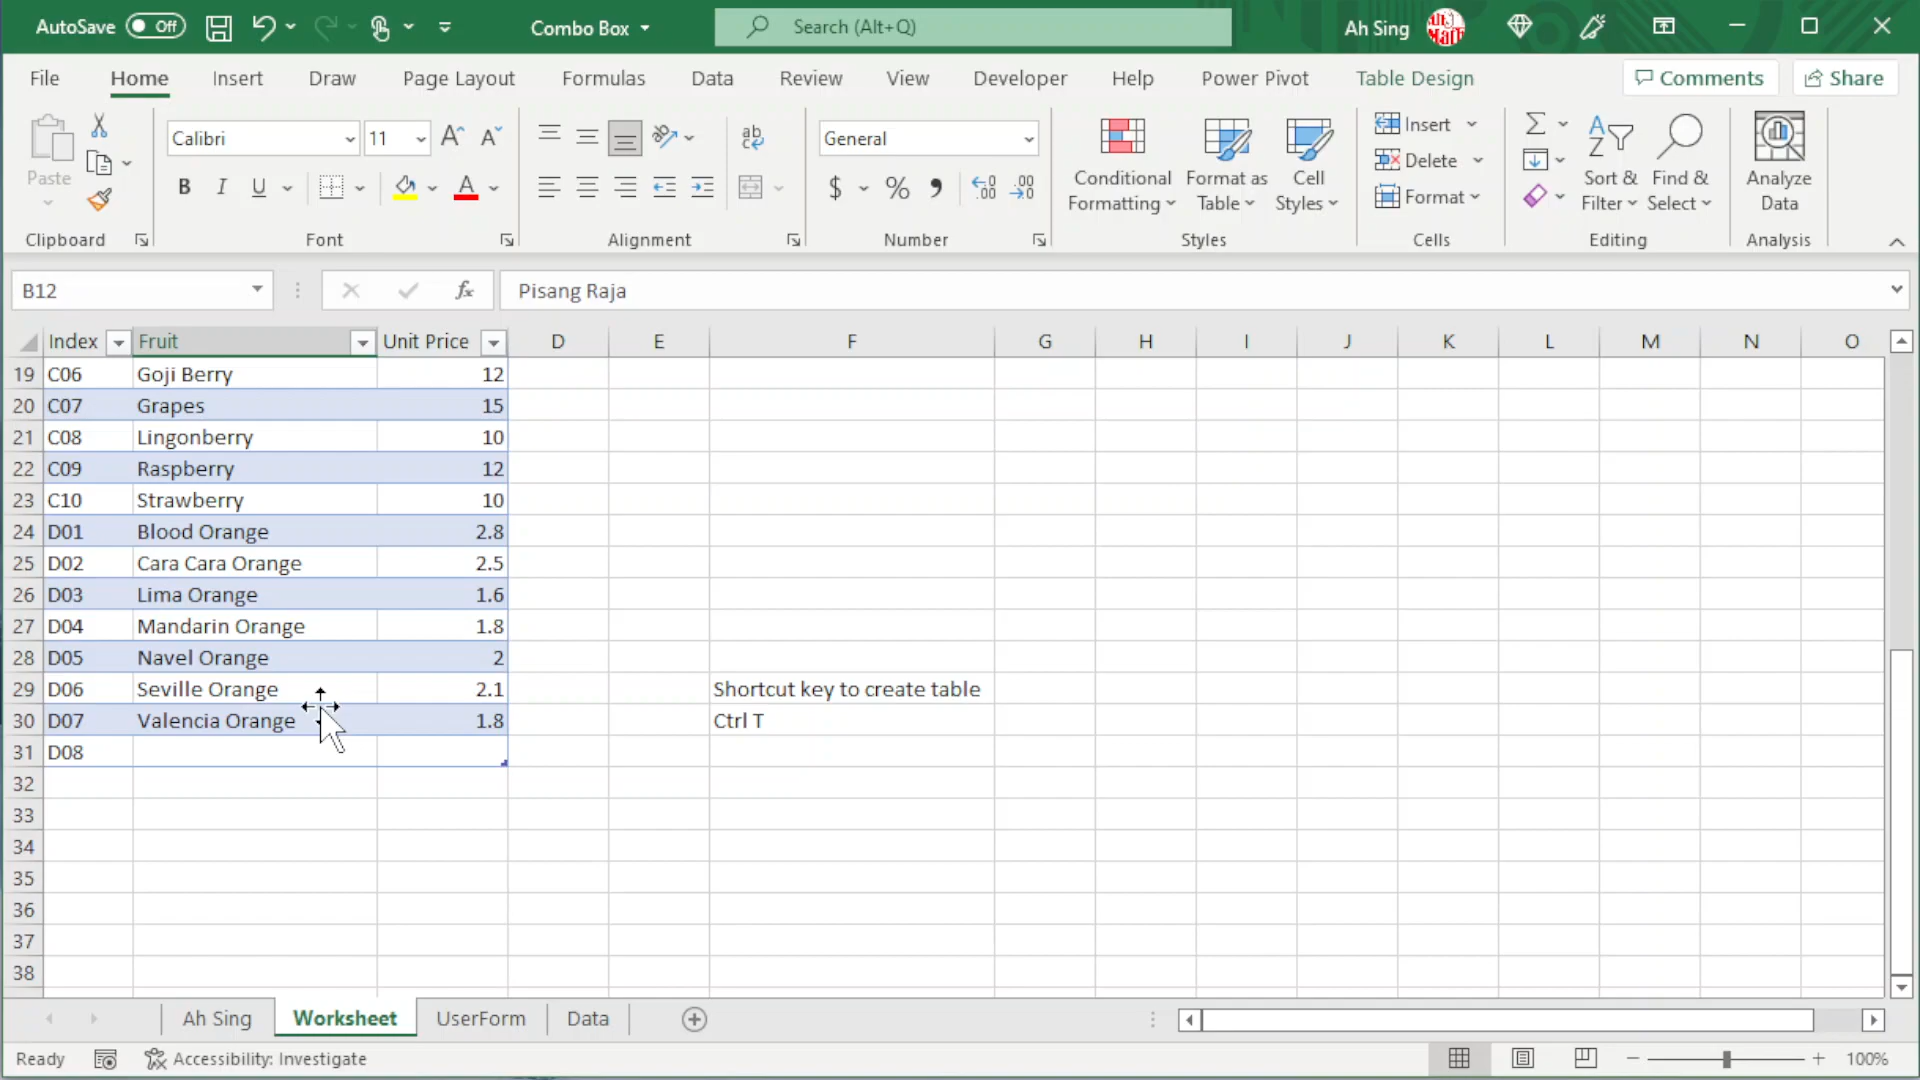 AutoSave Off Combo Box Search (Alt+Q) Ah Sing
File Home Insert Draw Page Layout Formulas Data Review View Developer Help Power Pivot Table Design Comments Share
Paste
Calibri 11
General
Conditional Formatting
Format as Table
Cell Styles
Insert
Delete
Format
Sort & Filter
Find & Select
Analyze Data
Clipboard Font Alignment Number Styles Cells Editing Analysis
B12 fx Pisang Raja
Index Fruit Unit Price D E F G H I J K L M N O
19 C06 Goji Berry 12
20 C07 Grapes 15
21 C08 Lingonberry 10
22 C09 Raspberry 12
23 C10 Strawberry 10
24 D01 Blood Orange 2.8
25 D02 Cara Cara Orange 2.5
26 D03 Lima Orange 1.6
27 D04 Mandarin Orange 1.8
28 D05 Navel Orange 2
29 D06 Seville Orange 2.1 Shortcut key to create table
30 D07 Valencia Orange 1.8 Ctrl T
31 D08
32
33
34
35
36
37
38
Ah Sing Worksheet UserForm Data
Ready Accessibility: Investigate 100%